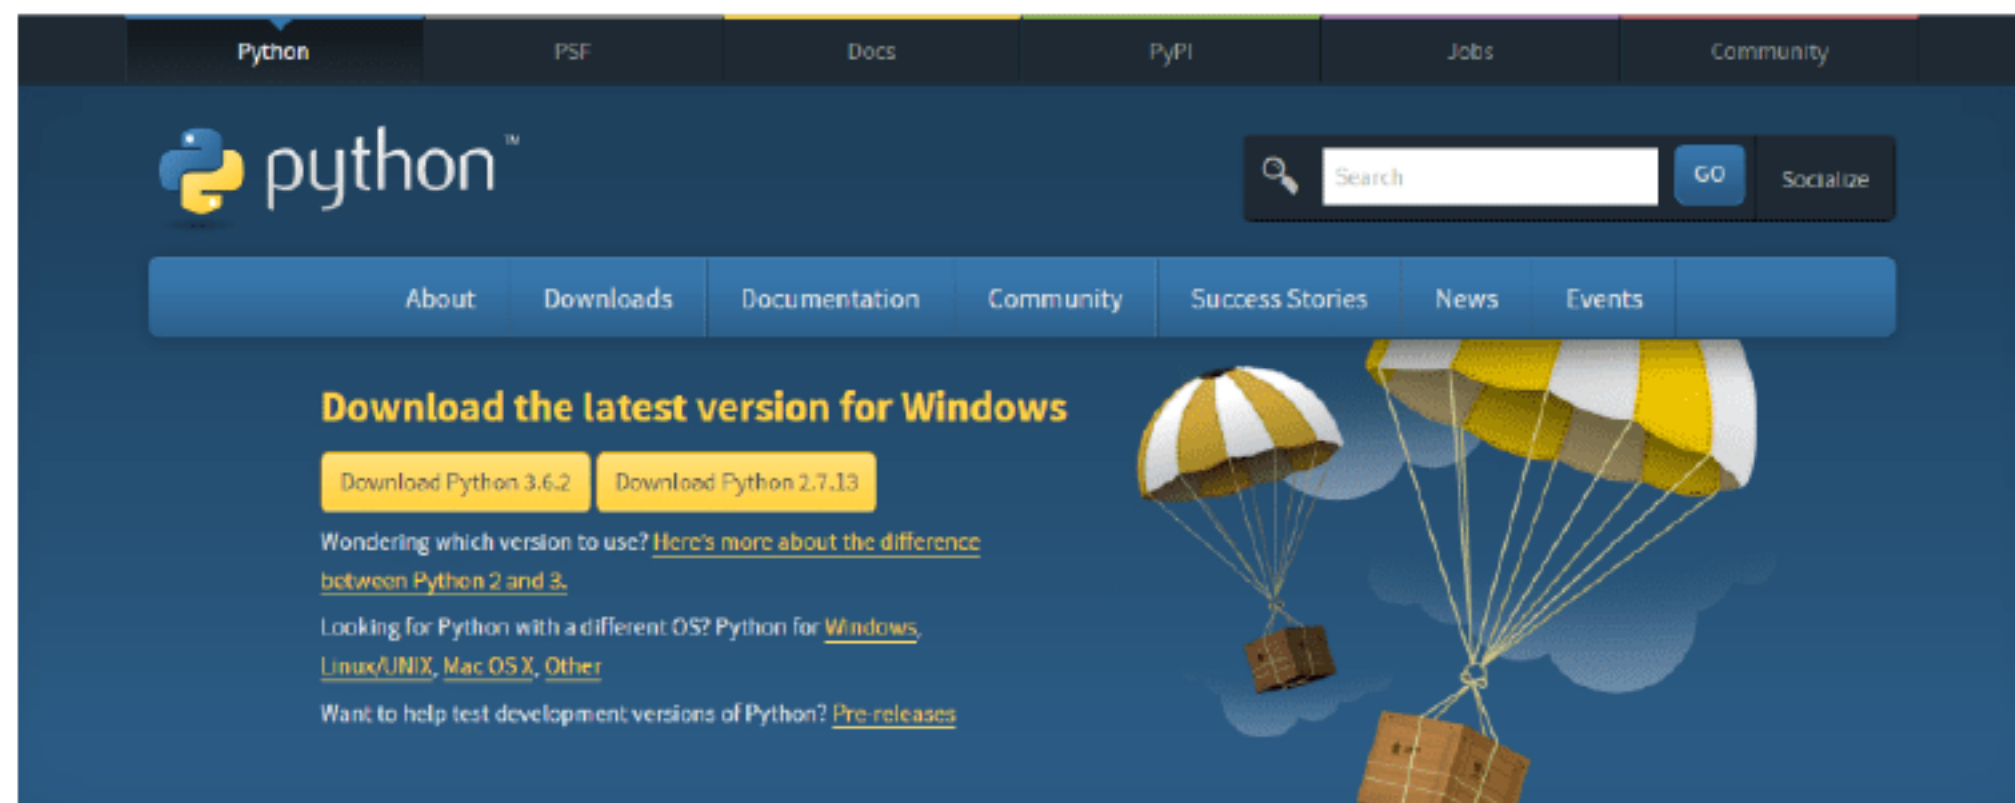 Python PSF Docs PyPI Jobs Community
python™
Search GO Socialize
About Downloads Documentation Community Success Stories News Events
Download the latest version for Windows
Download Python 3.6.2 Download Python 2.7.13
Wondering which version to use? Here's more about the difference
between Python 2 and 3.
Looking for Python with a different OS? Python for Windows,
Linux/UNIX, Mac OS X, Other
Want to help test development versions of Python? Pre-releases